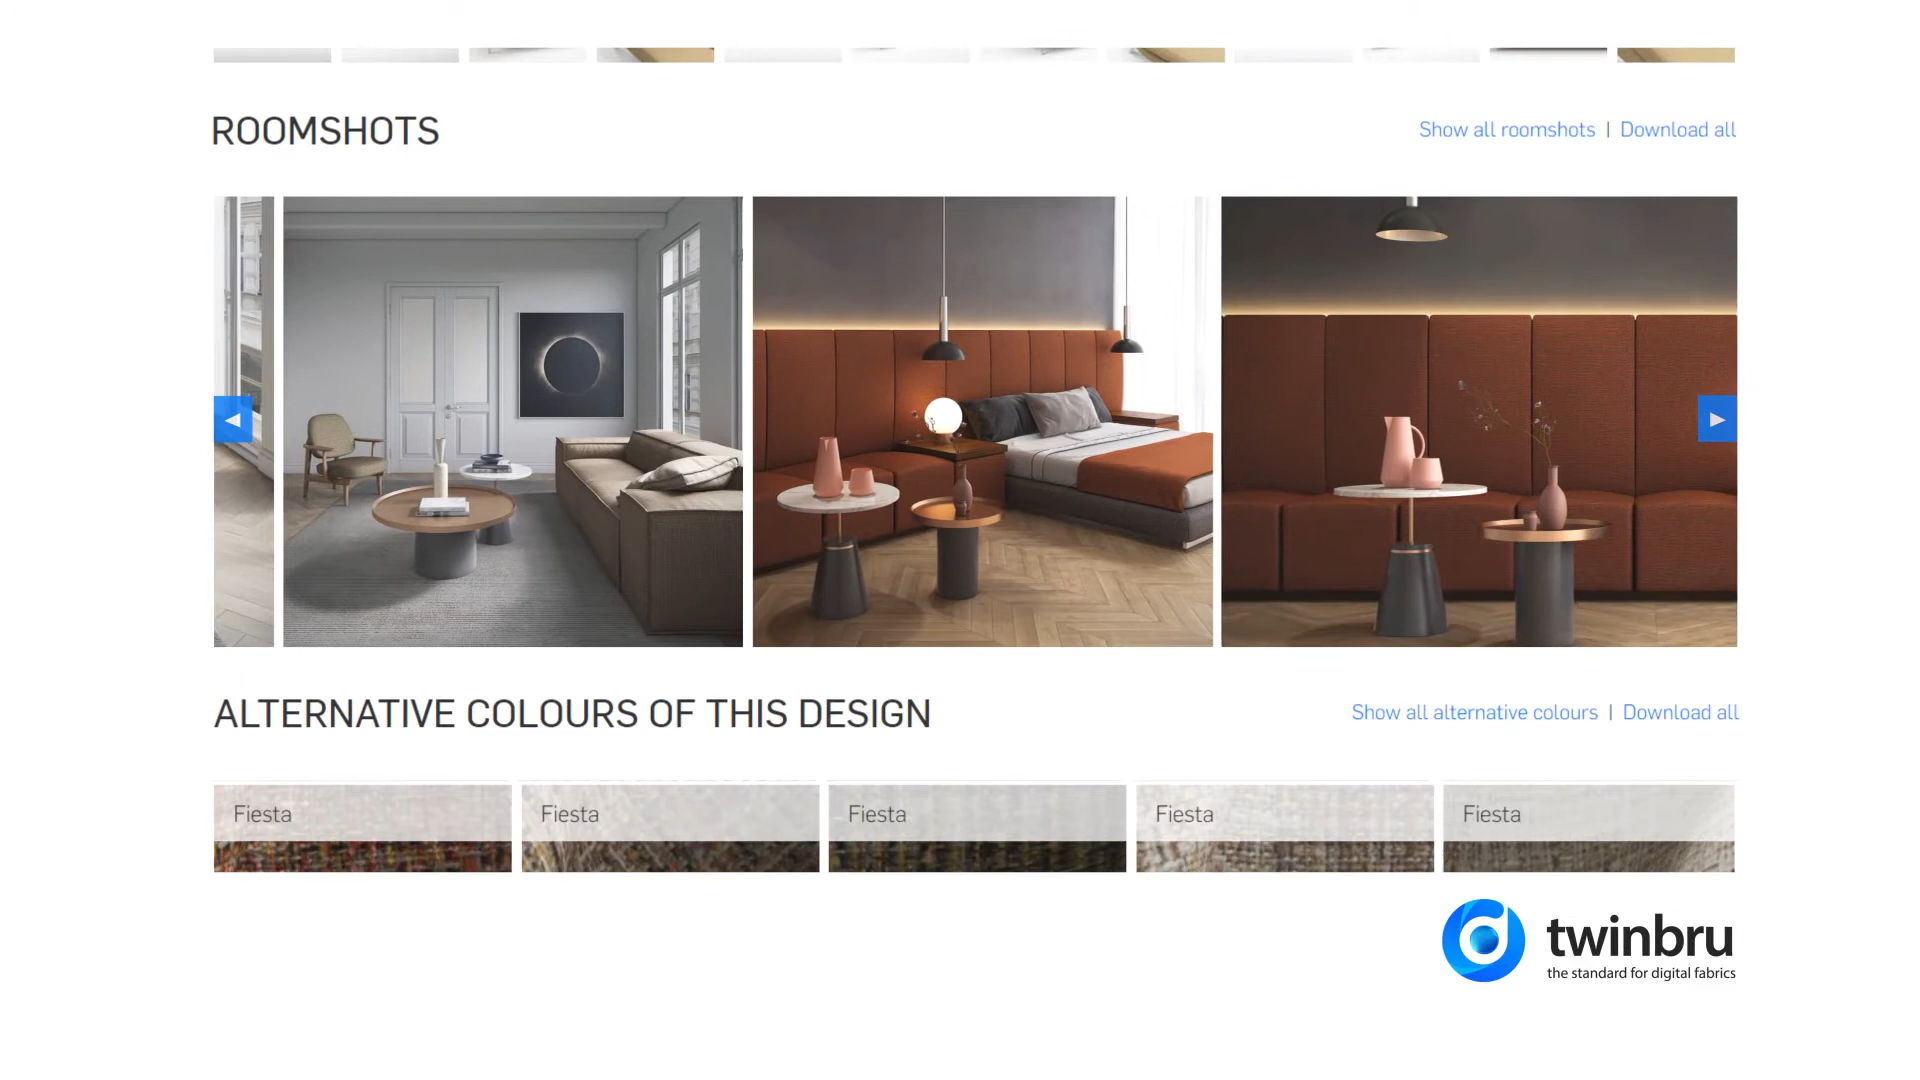 ROOMSHOTS
Show all roomshots | Download all
ALTERNATIVE COLOURS OF THIS DESIGN
Show all alternative colours | Download all
Fiesta
Fiesta
Fiesta
Fiesta
Fiesta
twinbru
the standard for digital fabrics